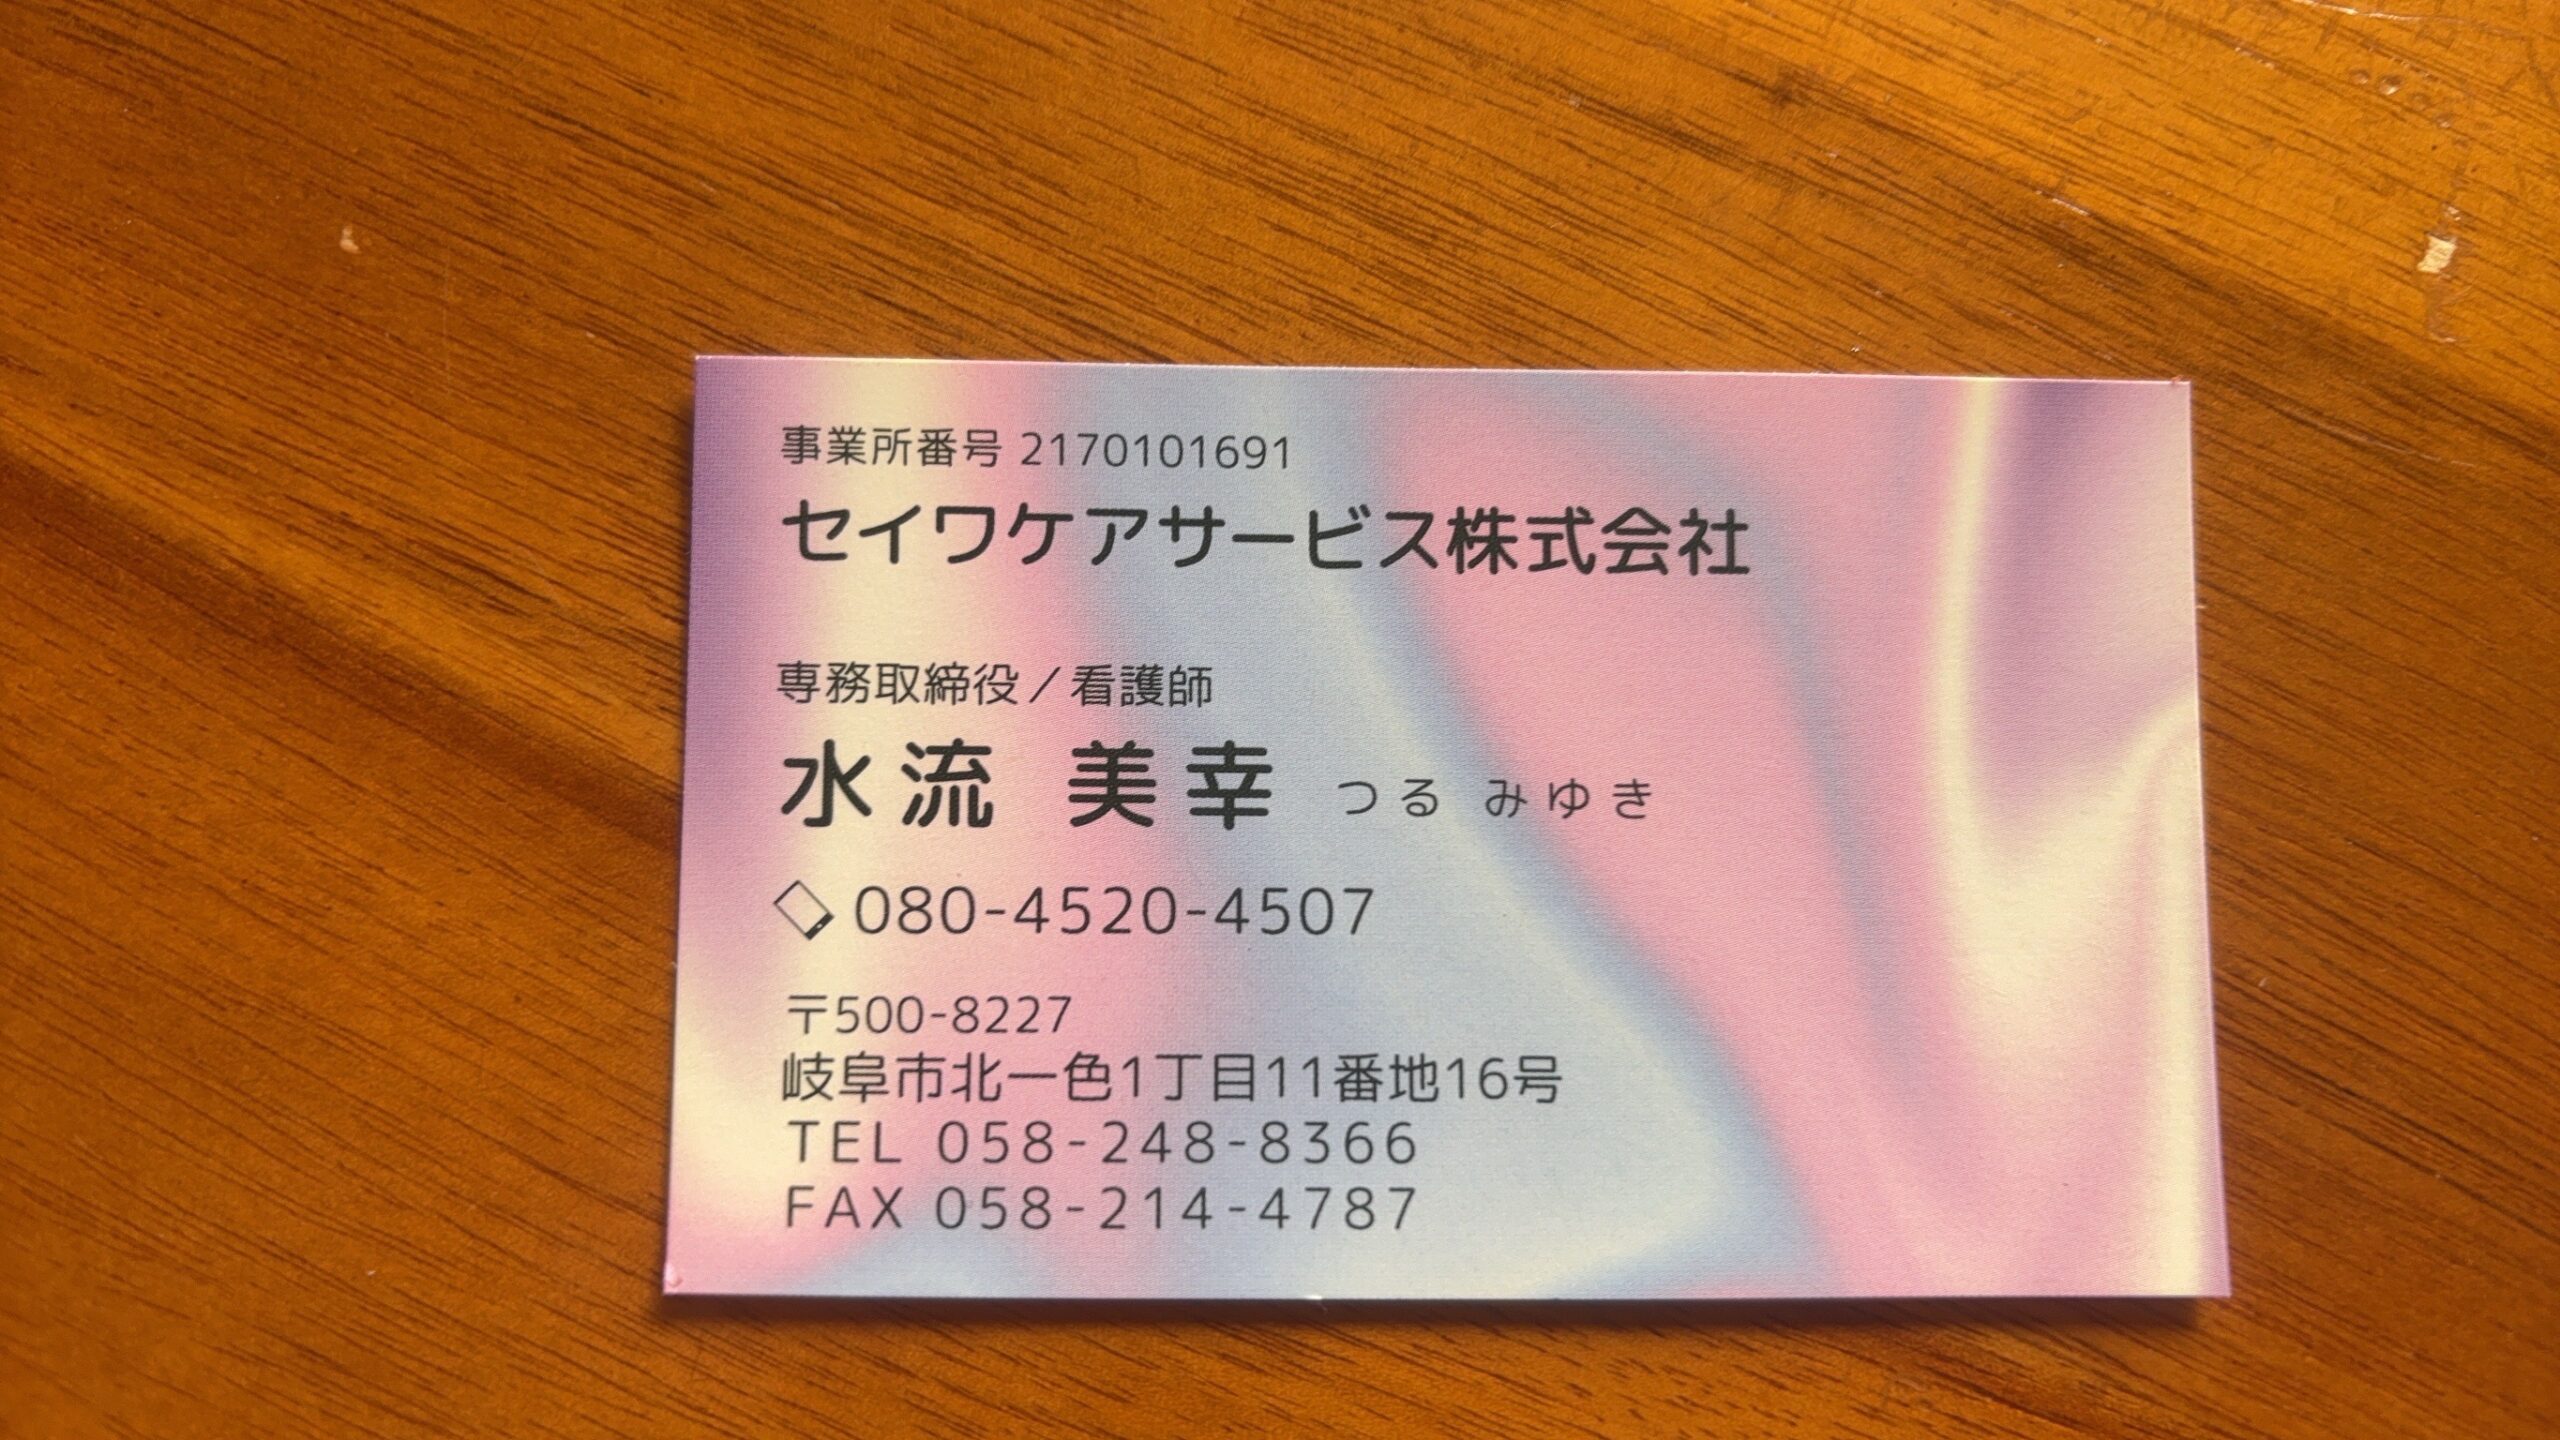 事業所番号 2170101691
セイワケアサービス株式会社
専務取締役／看護師
水流 美幸 つる みゆき
080-4520-4507
〒500-8227
岐阜市北一色1丁目11番地16号
TEL 058-248-8366
FAX 058-214-4787